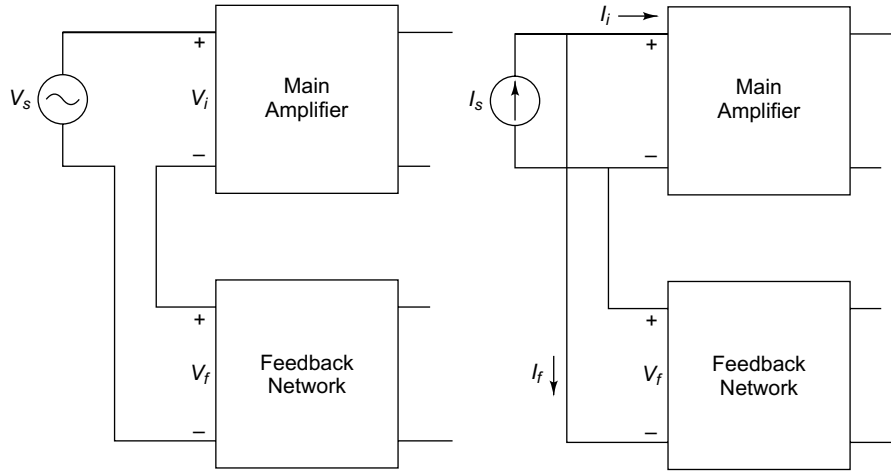 +
Main
Amplifier
V_s
V_i
−
+
Feedback
Network
V_f
−
I_i
+
Main
Amplifier
I_s
−
+
Feedback
Network
I_f
V_f
−